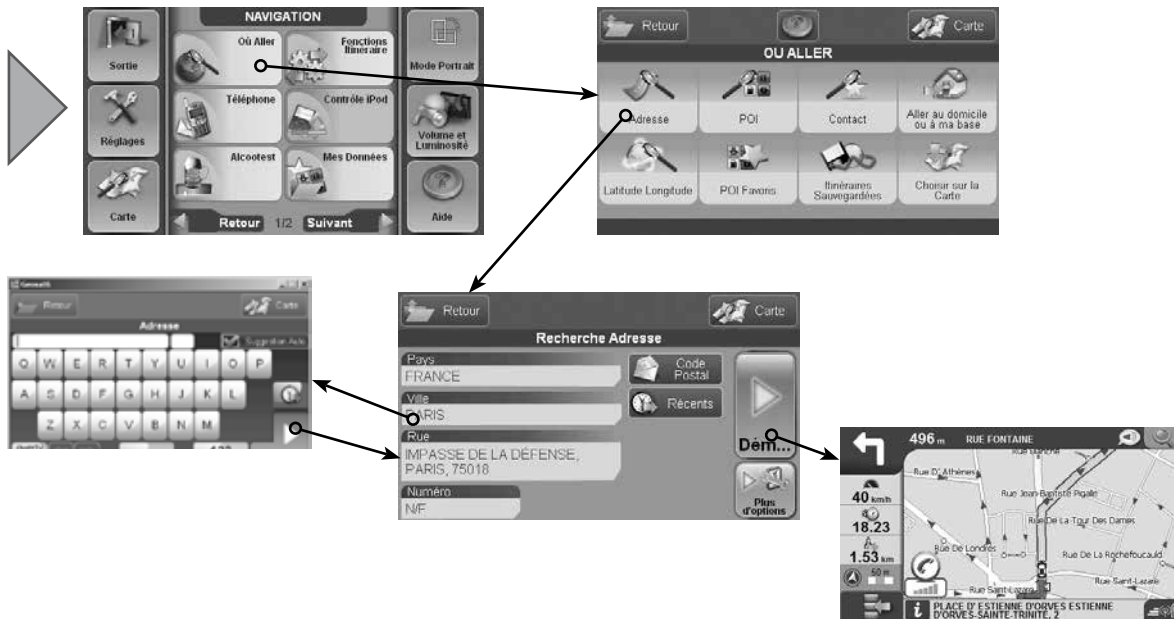 NAVIGATION
Sortie
Où Aller
Fonctions
Itineraire
Mode Portrait
Réglages
Téléphone
Contrôle iPod
Volume et
Luminosité
Alcootest
Mes Données
Carte
Retour 1/2 Suivant
Aide
Retour
Carte
OU ALLER
Adresse
POI
Contact
Aller au domicile
ou à ma base
Latitude Longitude
POI Favoris
Itinéraires
Sauvegardées
Choisir sur la
Carte
Retour
Carte
Adresse
Suggestion Auto
Q W E R T Y U I O P
A S D F G H J K L
Z X C V B N M
Retour
Carte
Recherche Adresse
Pays
FRANCE
Code
Postal
Ville
PARIS
Récents
Rue
IMPASSE DE LA DÉFENSE,
PARIS, 75018
Dém...
Numéro
N/F
Plus
d'options
496 m RUE FONTAINE
Rue Blanche
Rue D'Athènes
Rue Jean-Baptiste Pigalle
40 km/h
18.23
Rue De La Tour Des Dames
1.53 km
Rue De Londres
Rue De La Rochefoucauld
50 m
Rue Saint-Lazare
Rue Saint-Lazare
i PLACE D'ESTIENNE D'ORVES ESTIENNE
D'ORVES-SAINTE-TRINITÉ, 2